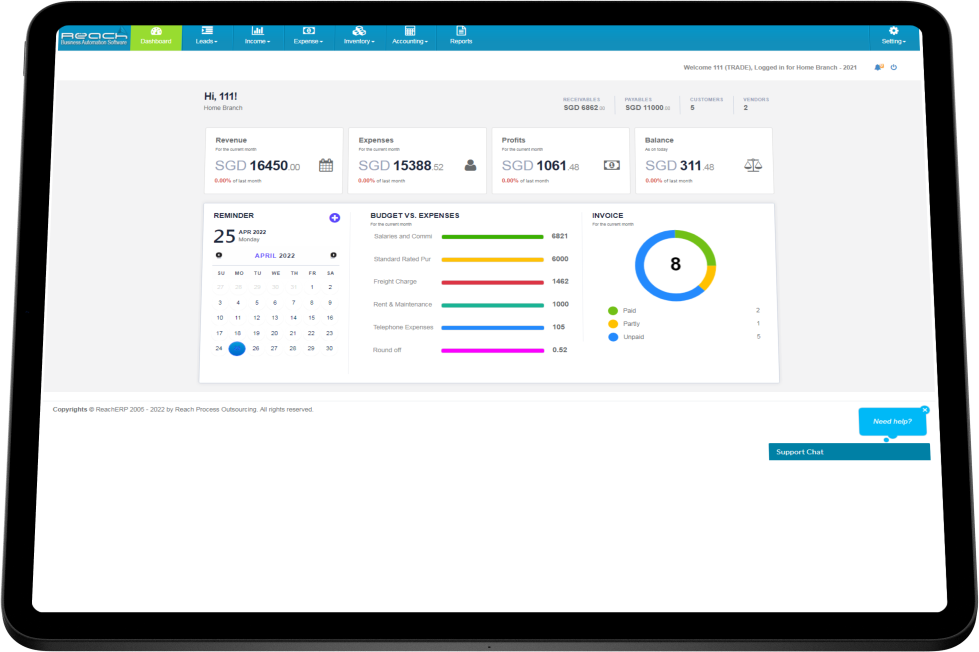 Reach
Business Automation Software
Dashboard
Leads
Income
Expense
Inventory
Accounting
Reports
Setting
Welcome 111 (TRADE), Logged in for Home Branch - 2021
Hi, 111!
Home Branch
RECEIVABLES
SGD 6862.00
PAYABLES
SGD 11000.00
CUSTOMERS
5
VENDORS
2
Revenue
For the current month
SGD 16450.00
0.00% of last month
Expenses
For the current month
SGD 15388.52
0.00% of last month
Profits
For the current month
SGD 1061.48
0.00% of last month
Balance
As on today
SGD 311.48
0.00% of last month
REMINDER
25 APR 2022
Monday
APRIL 2022
SU MO TU WE TH FR SA
27 28 29 30 31 1 2
3 4 5 6 7 8 9
10 11 12 13 14 15 16
17 18 19 20 21 22 23
24 26 27 28 29 30
BUDGET VS. EXPENSES
For the current month
Salaries and Commi 6821
Standard Rated Pur 6000
Freight Charge 1462
Rent & Maintenance 1000
Telephone Expenses 105
Round off 0.52
INVOICE
For the current month
8
Paid 2
Partly 1
Unpaid 5
Copyrights © ReachERP 2005 - 2022 by Reach Process Outsourcing. All rights reserved.
Need help?
Support Chat